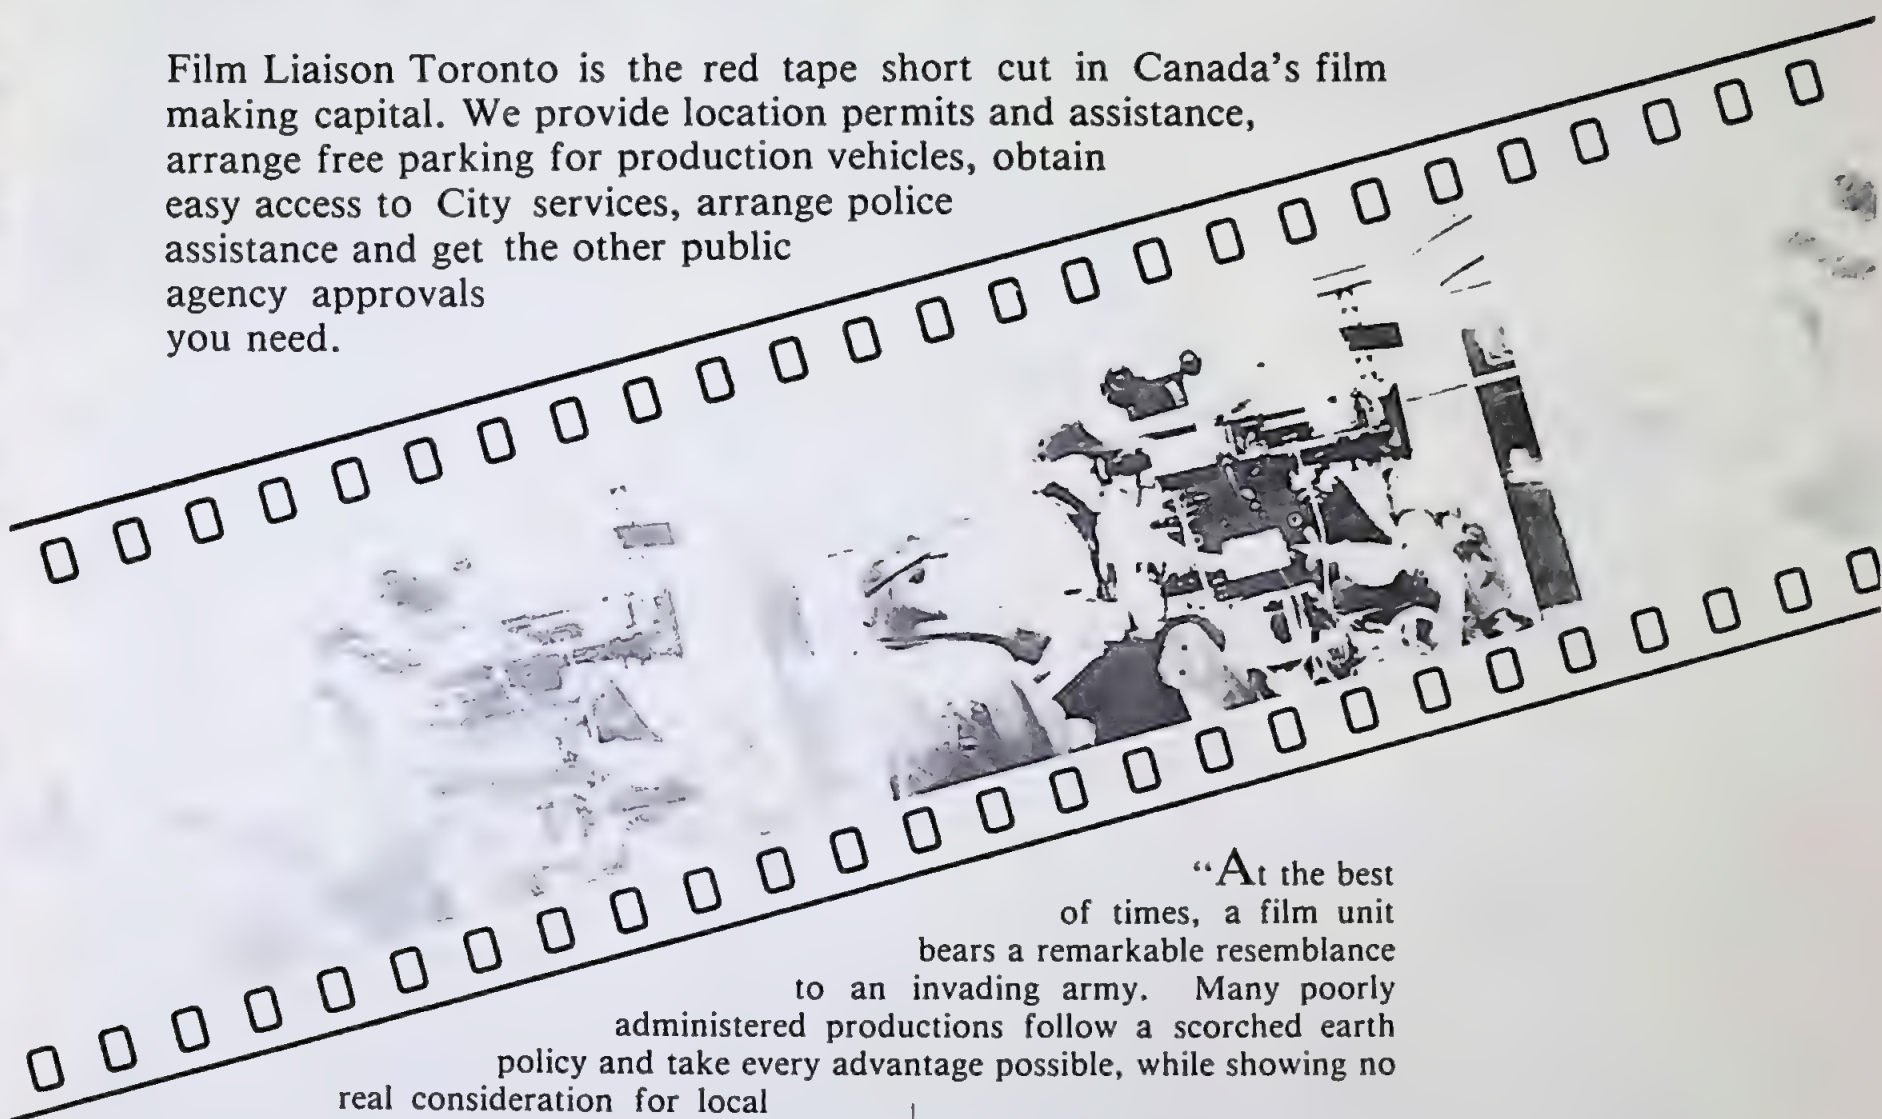 Film Liaison Toronto is the red tape short cut in Canada's film
making capital. We provide location permits and assistance,
arrange free parking for production vehicles, obtain
easy access to City services, arrange police
assistance and get the other public
agency approvals
you need.
“At the best
of times, a film unit
bears a remarkable resemblance
to an invading army. Many poorly
administered productions follow a scorched earth
policy and take every advantage possible, while showing no
real consideration for local